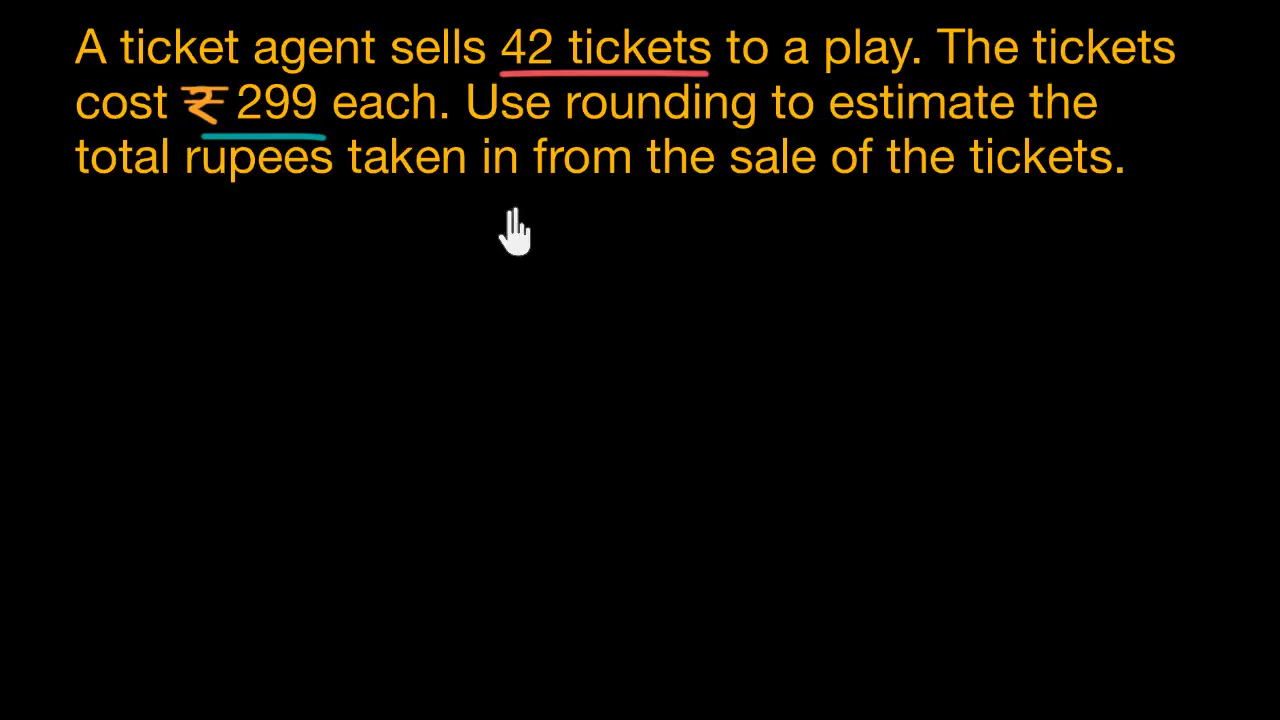 A ticket agent sells 42 tickets to a play. The tickets
cost ₹ 299 each. Use rounding to estimate the
total rupees taken in from the sale of the tickets.